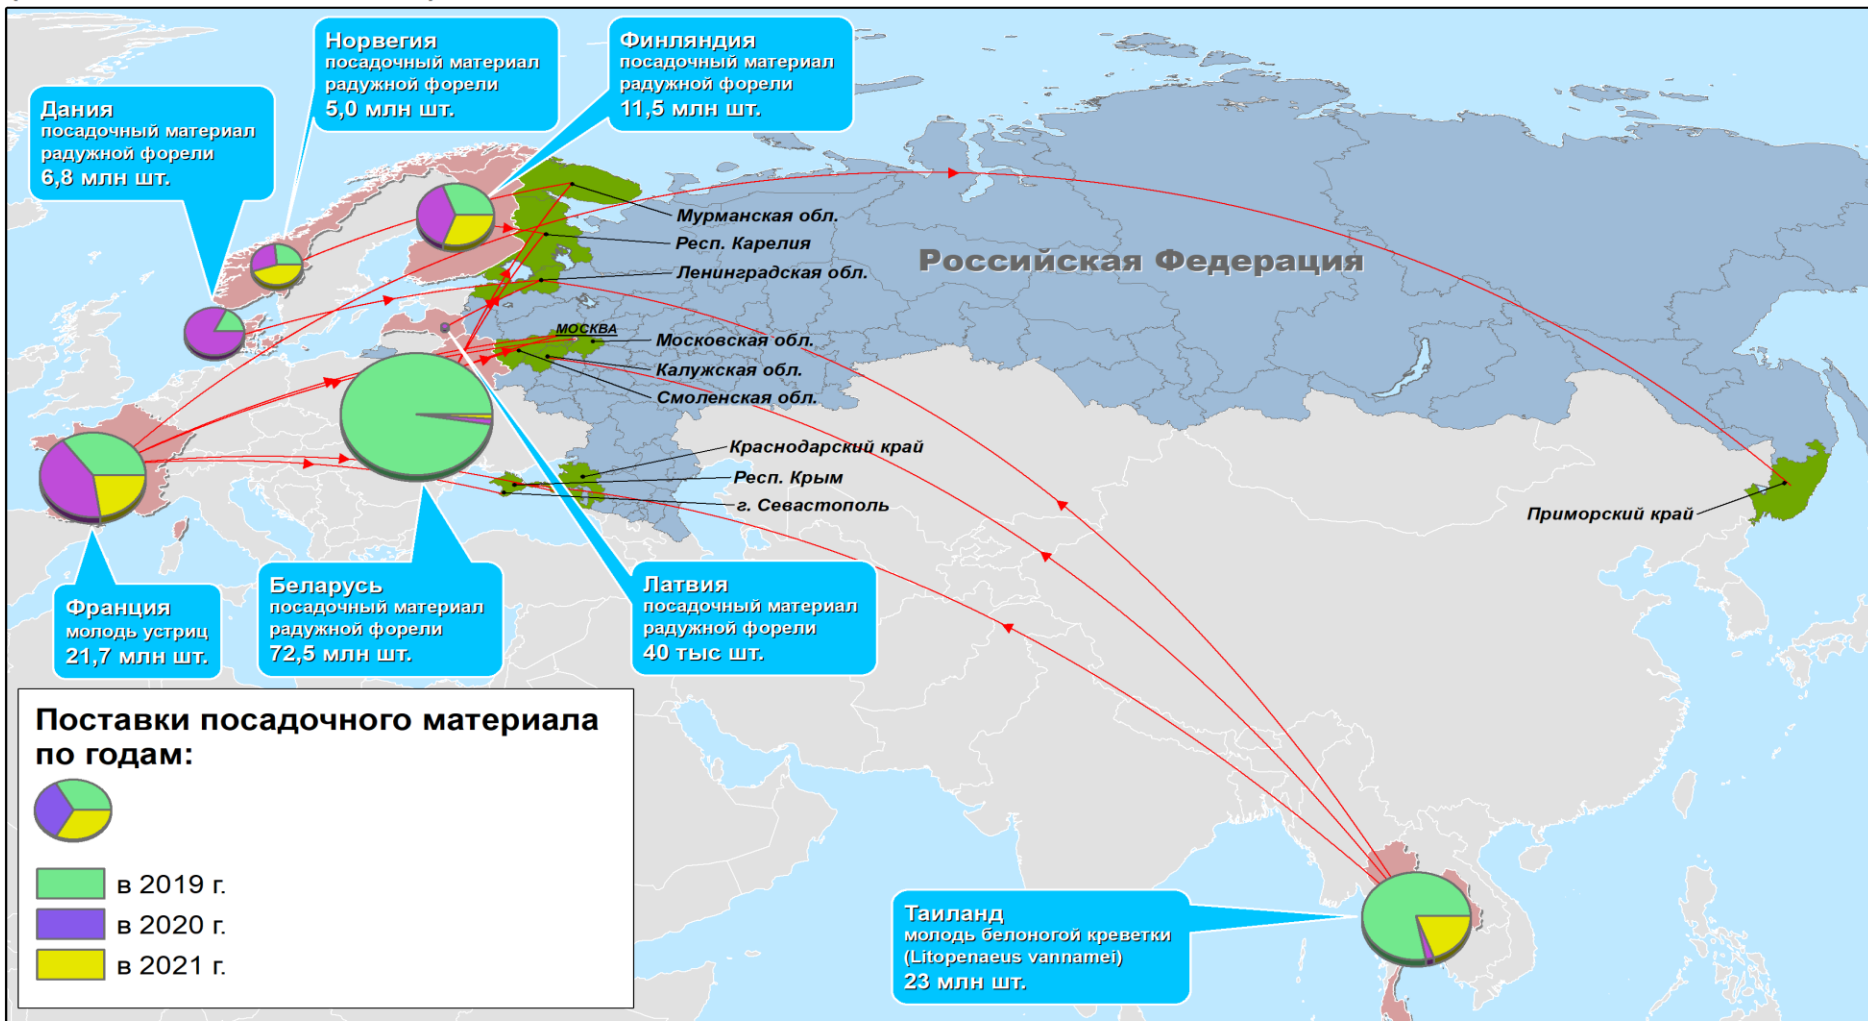 Норвегия
посадочный материал
радужной форели
5,0 млн шт.
Финляндия
посадочный материал
радужной форели
11,5 млн шт.
Дания
посадочный материал
радужной форели
6,8 млн шт.
Мурманская обл.
Респ. Карелия
Ленинградская обл.
Российская Федерация
МОСКВА
Московская обл.
Калужская обл.
Смоленская обл.
Краснодарский край
Респ. Крым
г. Севастополь
Приморский край
Франция
молодь устриц
21,7 млн шт.
Беларусь
посадочный материал
радужной форели
72,5 млн шт.
Латвия
посадочный материал
радужной форели
40 тыс шт.
Поставки посадочного материала
по годам:
в 2019 г.
в 2020 г.
в 2021 г.
Таиланд
молодь белоногой креветки
(Litopenaeus vannamei)
23 млн шт.